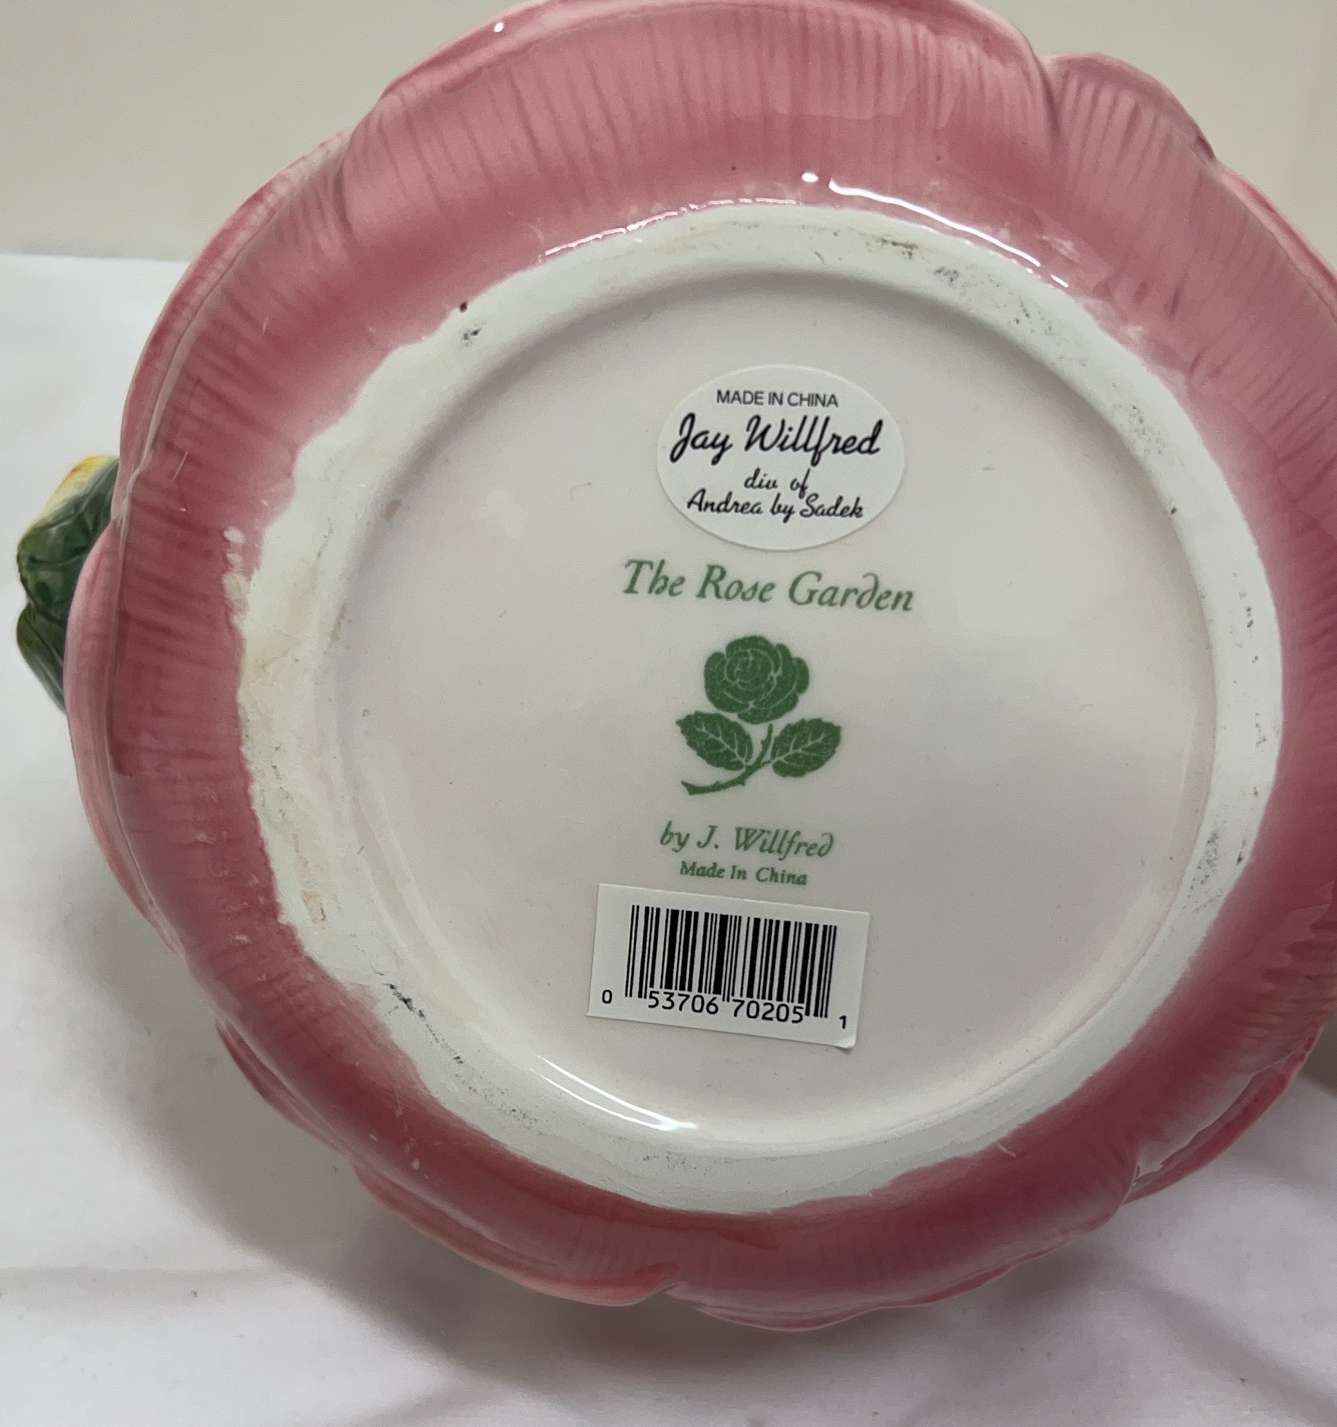 MADE IN CHINA
Jay Willfred
div of
Andrea by Sadek
The Rose Garden
by J. Willfred
Made In China
0 53706 70205 1